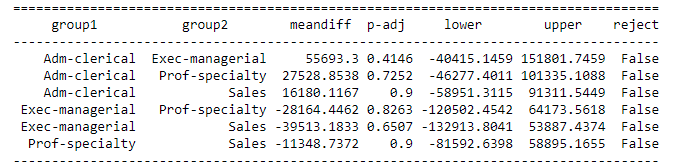 group1 group2 meandiff p-adj lower upper reject
Adm-clerical Exec-managerial 55693.3 0.4146 -40415.1459 151801.7459 False
Adm-clerical Prof-specialty 27528.8538 0.7252 -46277.4011 101335.1088 False
Adm-clerical Sales 16180.1167 0.9 -58951.3115 91311.5449 False
Exec-managerial Prof-specialty -28164.4462 0.8263 -120502.4542 64173.5618 False
Exec-managerial Sales -39513.1833 0.6507 -132913.8041 53887.4374 False
Prof-specialty Sales -11348.7372 0.9 -81592.6398 58895.1655 False